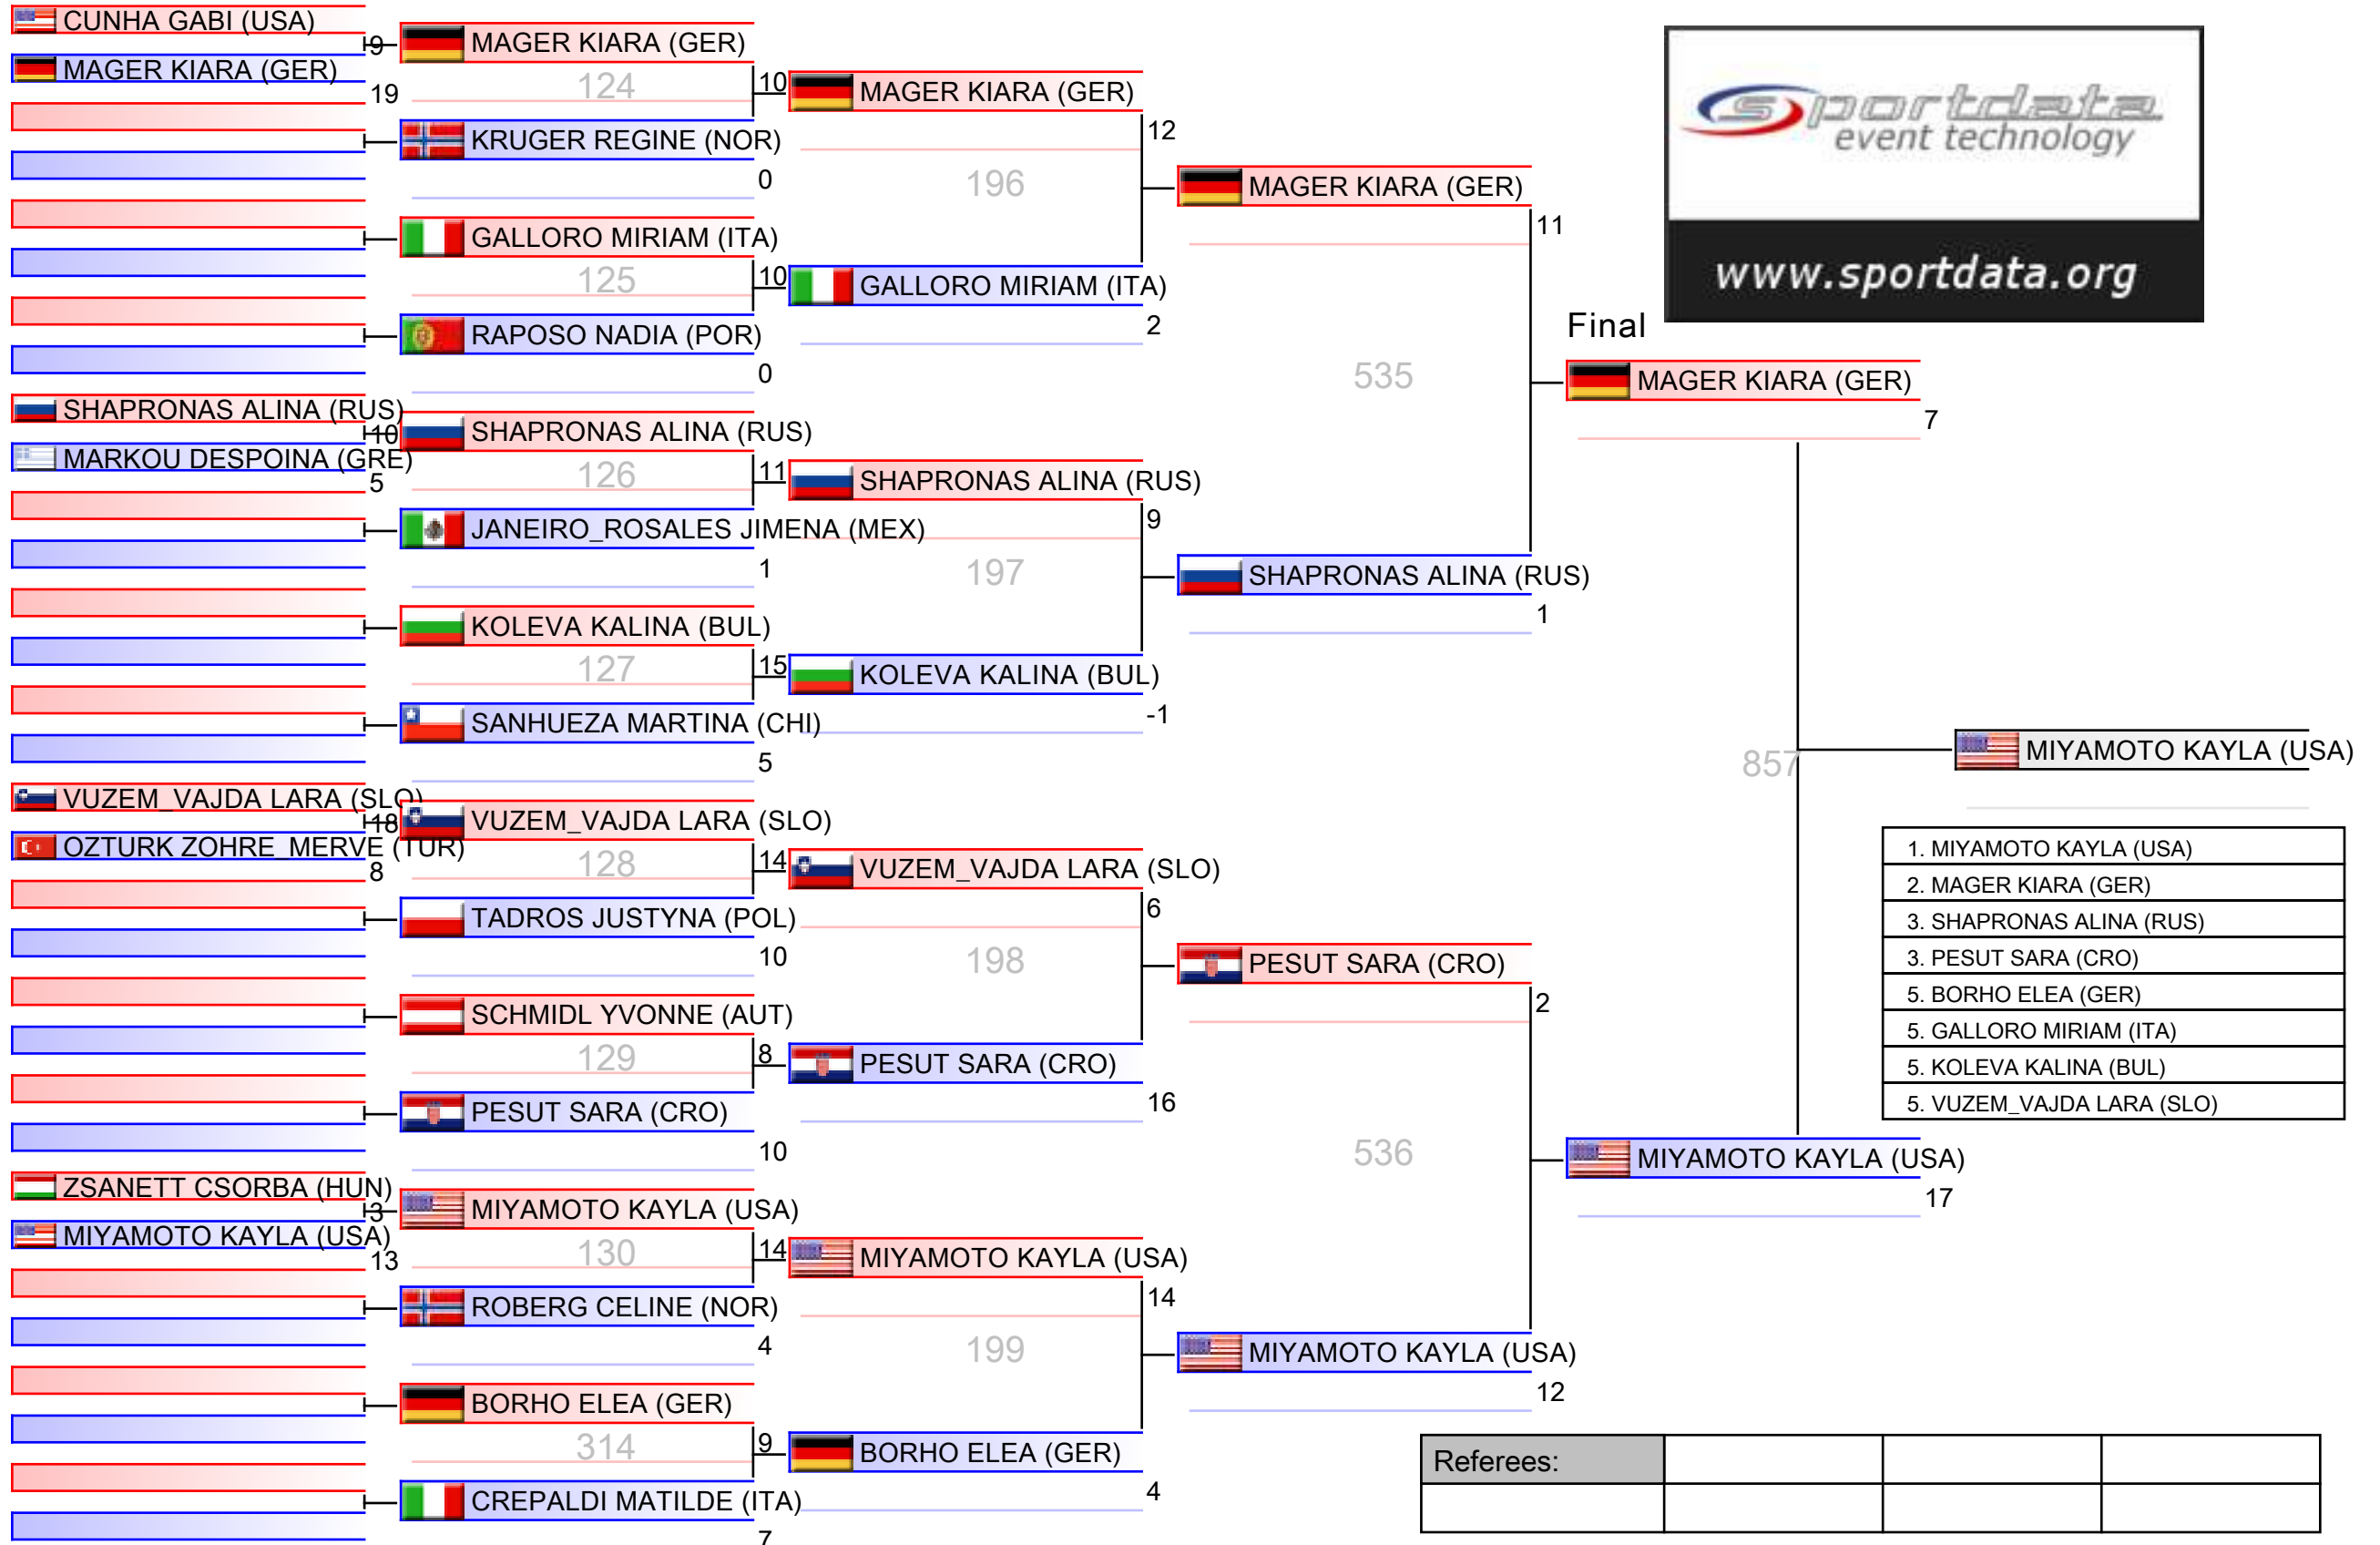 CUNHA GABI (USA)
9
MAGER KIARA (GER)
19
SHAPRONAS ALINA (RUS)
10
MARKOU DESPOINA (GRE)
5
VUZEM_VAJDA LARA (SLO)
18
OZTURK ZOHRE_MERVE (TUR)
8
ZSANETT CSORBA (HUN)
3
MIYAMOTO KAYLA (USA)
13
MAGER KIARA (GER)
124
10
KRUGER REGINE (NOR)
0
GALLORO MIRIAM (ITA)
125
10
RAPOSO NADIA (POR)
0
SHAPRONAS ALINA (RUS)
126
11
JANEIRO_ROSALES JIMENA (MEX)
1
KOLEVA KALINA (BUL)
127
15
SANHUEZA MARTINA (CHI)
5
VUZEM_VAJDA LARA (SLO)
128
14
TADROS JUSTYNA (POL)
10
SCHMIDL YVONNE (AUT)
129
8
PESUT SARA (CRO)
10
MIYAMOTO KAYLA (USA)
130
14
ROBERG CELINE (NOR)
4
BORHO ELEA (GER)
314
9
CREPALDI MATILDE (ITA)
7
MAGER KIARA (GER)
12
196
GALLORO MIRIAM (ITA)
2
SHAPRONAS ALINA (RUS)
9
197
KOLEVA KALINA (BUL)
-1
VUZEM_VAJDA LARA (SLO)
6
198
PESUT SARA (CRO)
16
MIYAMOTO KAYLA (USA)
14
199
BORHO ELEA (GER)
4
MAGER KIARA (GER)
11
535
SHAPRONAS ALINA (RUS)
1
PESUT SARA (CRO)
2
536
MIYAMOTO KAYLA (USA)
12
sportdata
event technology
www.sportdata.org
Final
MAGER KIARA (GER)
7
857
MIYAMOTO KAYLA (USA)
17
MIYAMOTO KAYLA (USA)
1. MIYAMOTO KAYLA (USA)
2. MAGER KIARA (GER)
3. SHAPRONAS ALINA (RUS)
3. PESUT SARA (CRO)
5. BORHO ELEA (GER)
5. GALLORO MIRIAM (ITA)
5. KOLEVA KALINA (BUL)
5. VUZEM_VAJDA LARA (SLO)
Referees: